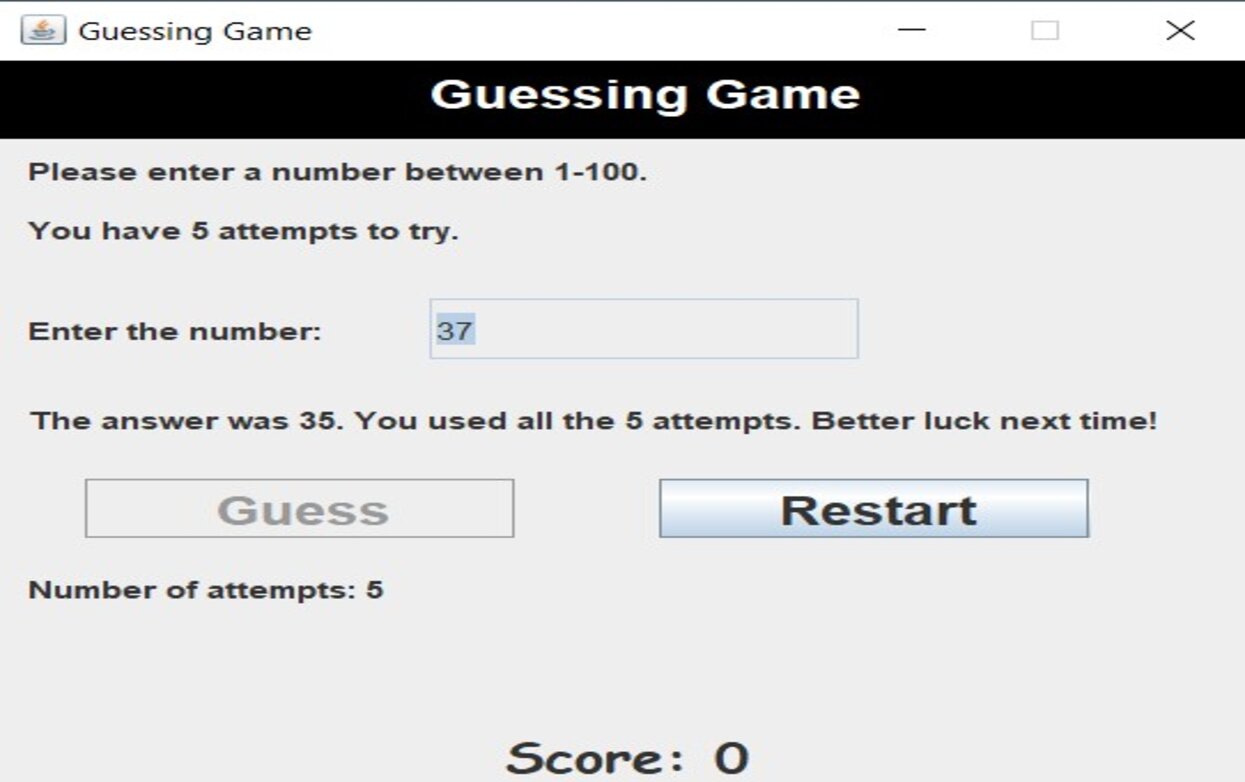 Guessing Game
Guessing Game
Please enter a number between 1-100.
You have 5 attempts to try.
Enter the number: 37
The answer was 35. You used all the 5 attempts. Better luck next time!
Guess Restart
Number of attempts: 5
Score: 0